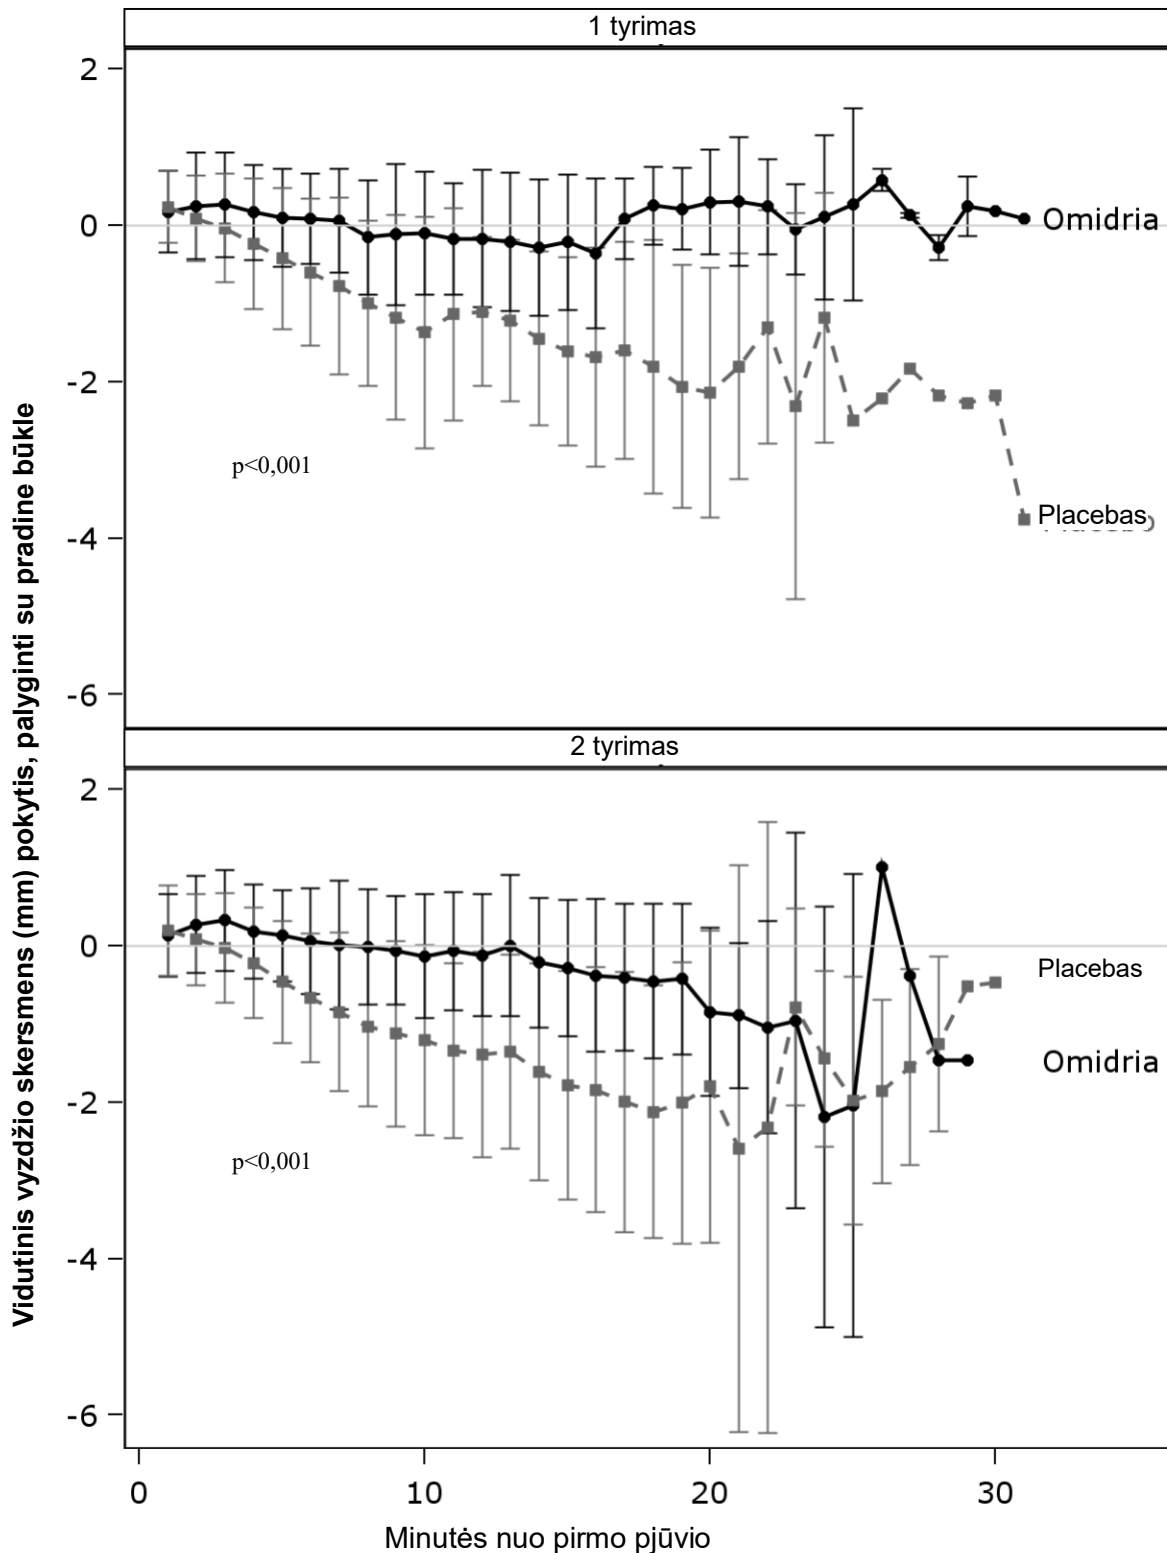 1 tyrimas
2
0
-2
-4
-6
Omidria
p<0,001
Placebas
Vidutinis vyzdžio skersmens (mm) pokytis, palyginti su pradine būkle
2 tyrimas
2
0
-2
-4
-6
Placebas
Omidria
p<0,001
0
10
20
30
Minutės nuo pirmo pjūvio